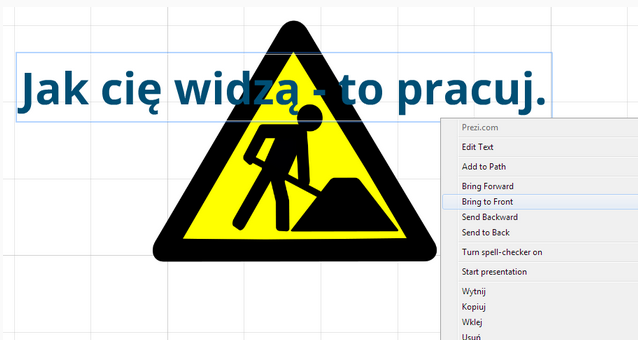 Jak cię widzą - to pracuj.
Prezi.com
Edit Text
Add to Path
Bring Forward
Bring to Front
Send Backward
Send to Back
Turn spell-checker on
Start presentation
Wytnij
Kopiuj
Wklej
Usuń